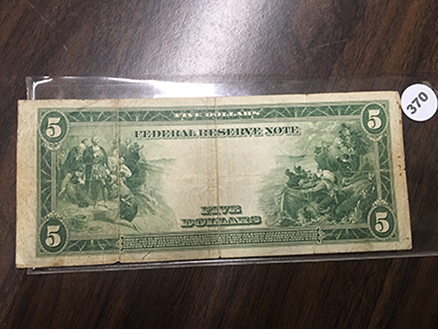 FIVE DOLLARS
5 5
FEDERAL RESERVE NOTE
FIVE
DOLLARS
5 5
370